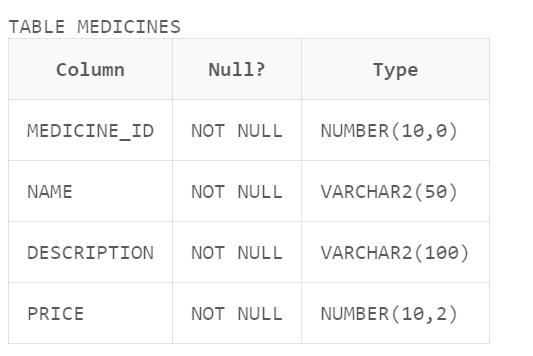 TABLE MEDICINES
Column Null? Type
MEDICINE_ID NOT NULL NUMBER(10,0)
NAME NOT NULL VARCHAR2(50)
DESCRIPTION NOT NULL VARCHAR2(100)
PRICE NOT NULL NUMBER(10,2)